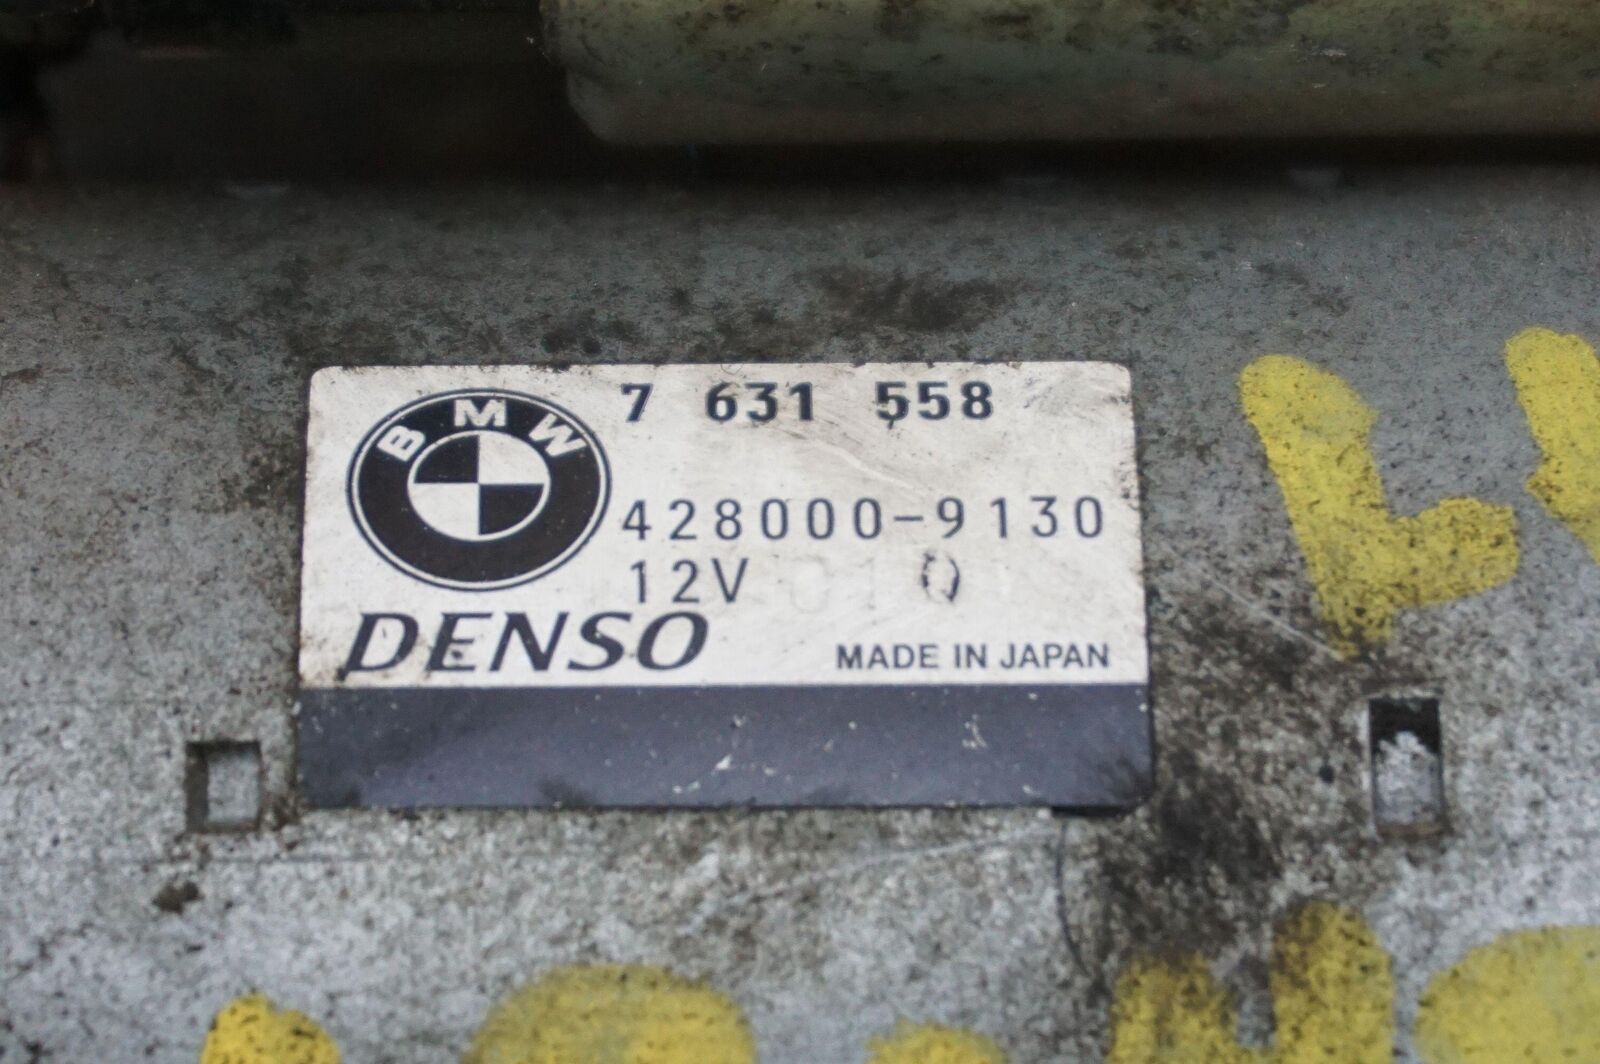 BMW
7 631 558
428000-9130
12V Q
DENSO
MADE IN JAPAN